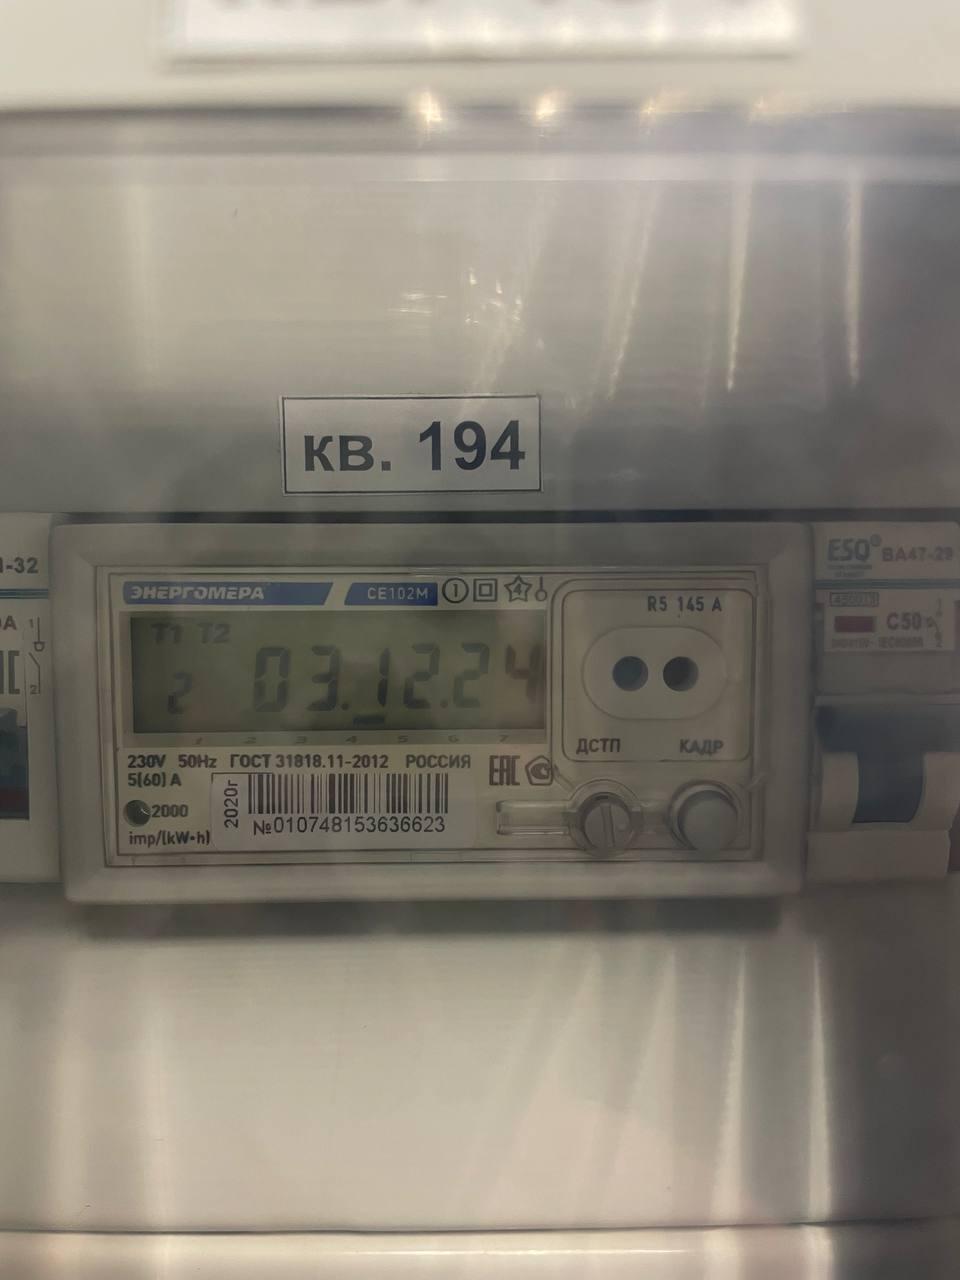 кв. 194
ЭНЕРГОМЕРА CE102M
R5 145 A
T1 T2
2 03.12.24
1 2 3 4 5 6 7
ДСТП КАДР
230V 50Hz ГОСТ 31818.11-2012 РОССИЯ
5(60) A
EAC
2000
imp/(kW•h)
2020г
№010748153636623
ESQ® BA47-29
C50
-32